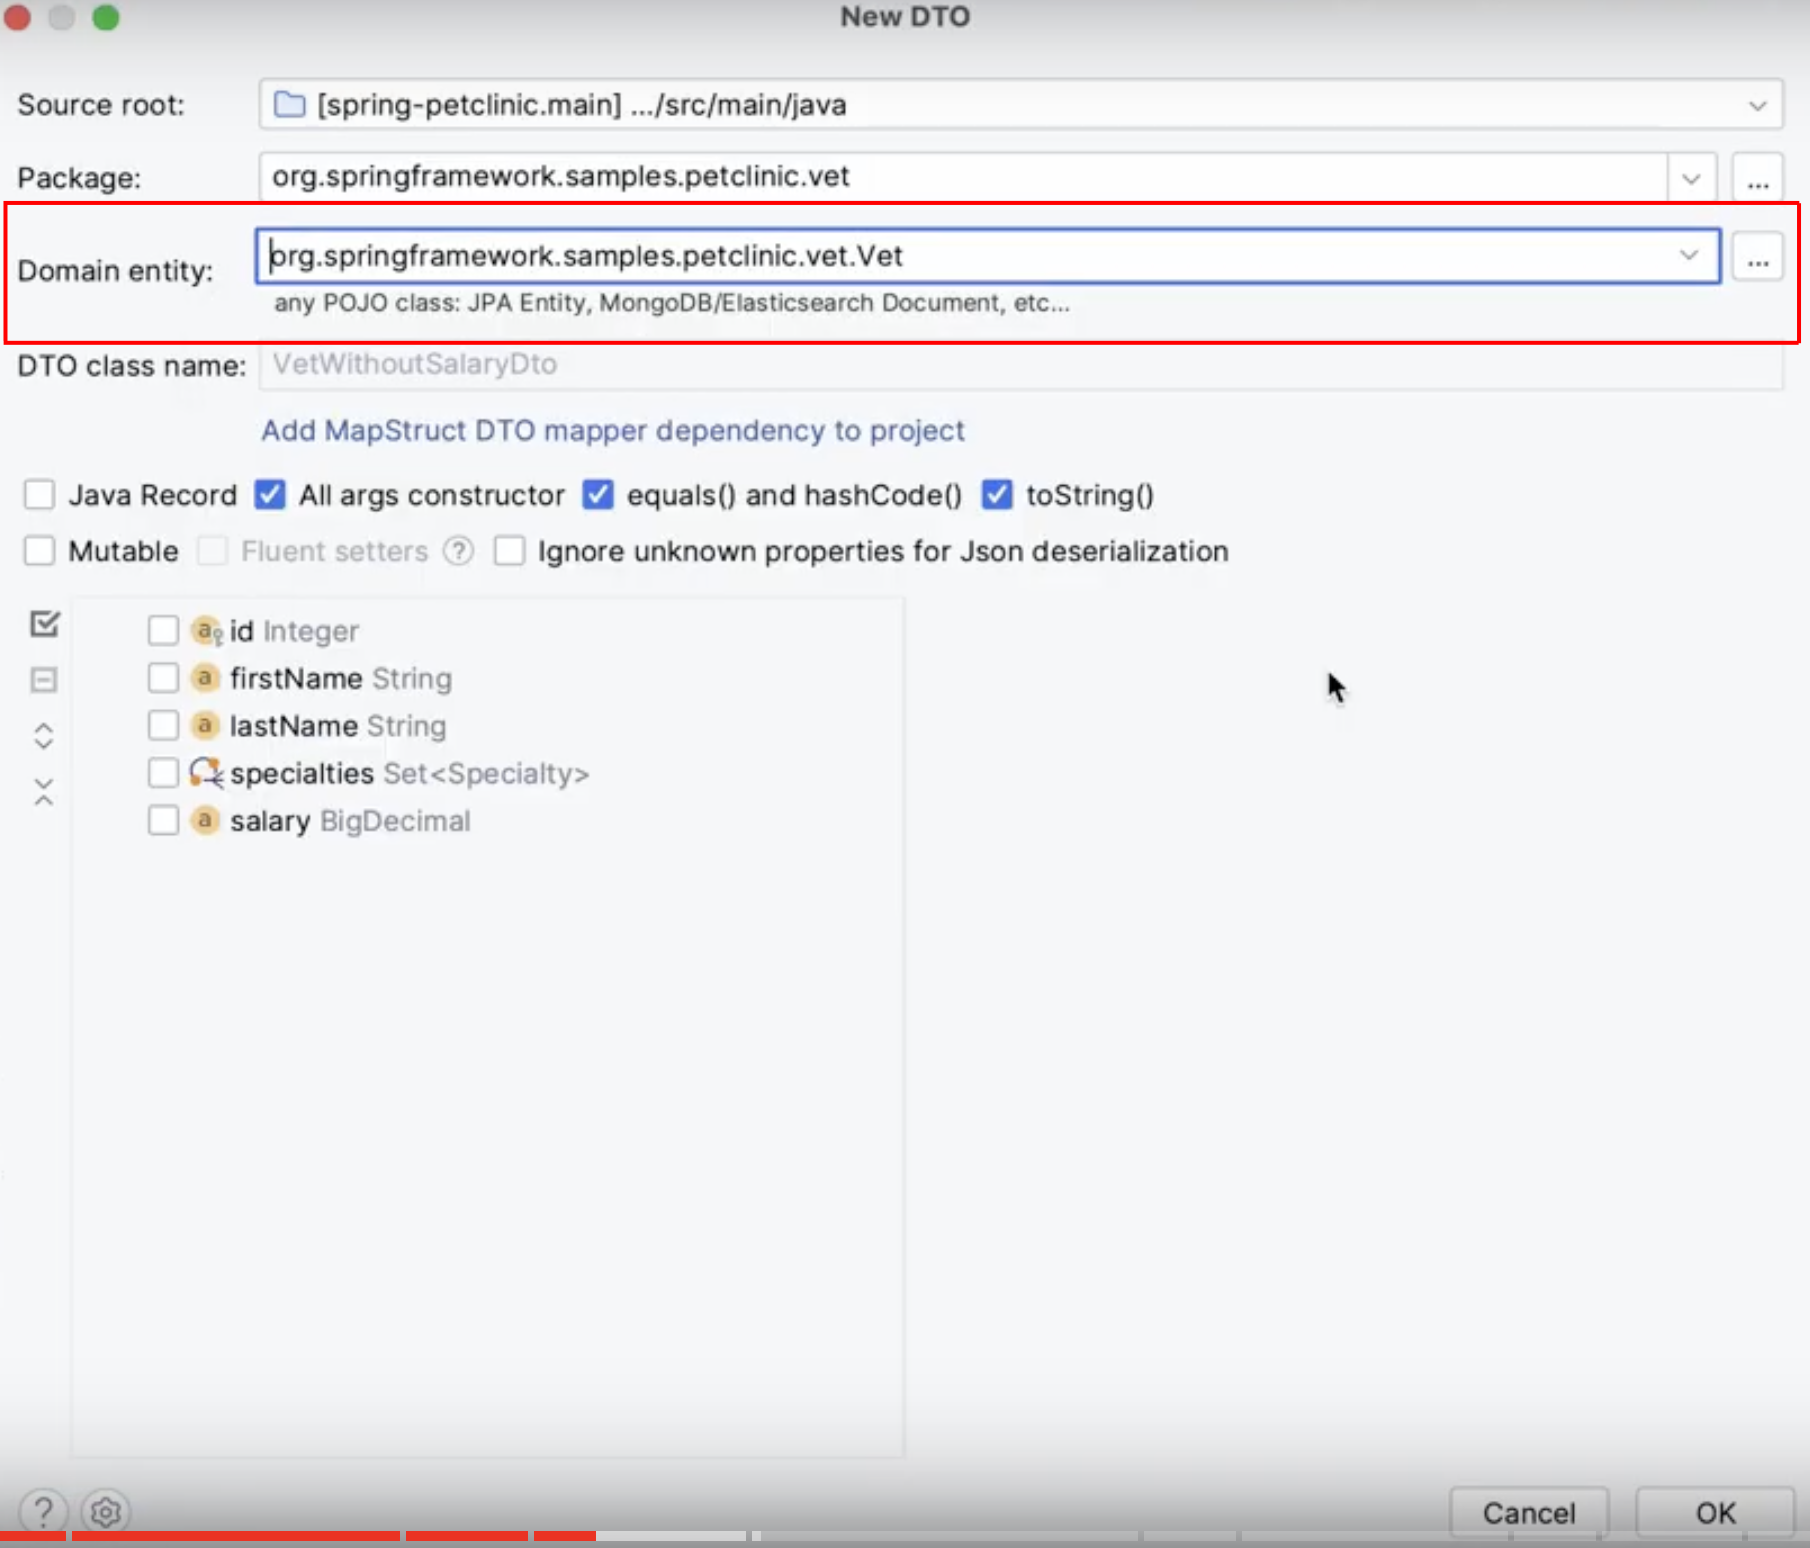 New DTO
Source root: [spring-petclinic.main] .../src/main/java
Package: org.springframework.samples.petclinic.vet ...
Domain entity: org.springframework.samples.petclinic.vet.Vet ...
any POJO class: JPA Entity, MongoDB/Elasticsearch Document, etc...
DTO class name: VetWithoutSalaryDto
Add MapStruct DTO mapper dependency to project
Java Record All args constructor equals() and hashCode() toString()
Mutable Fluent setters ? Ignore unknown properties for Json deserialization
a id Integer
a firstName String
a lastName String
specialties Set<Specialty>
a salary BigDecimal
? Cancel OK